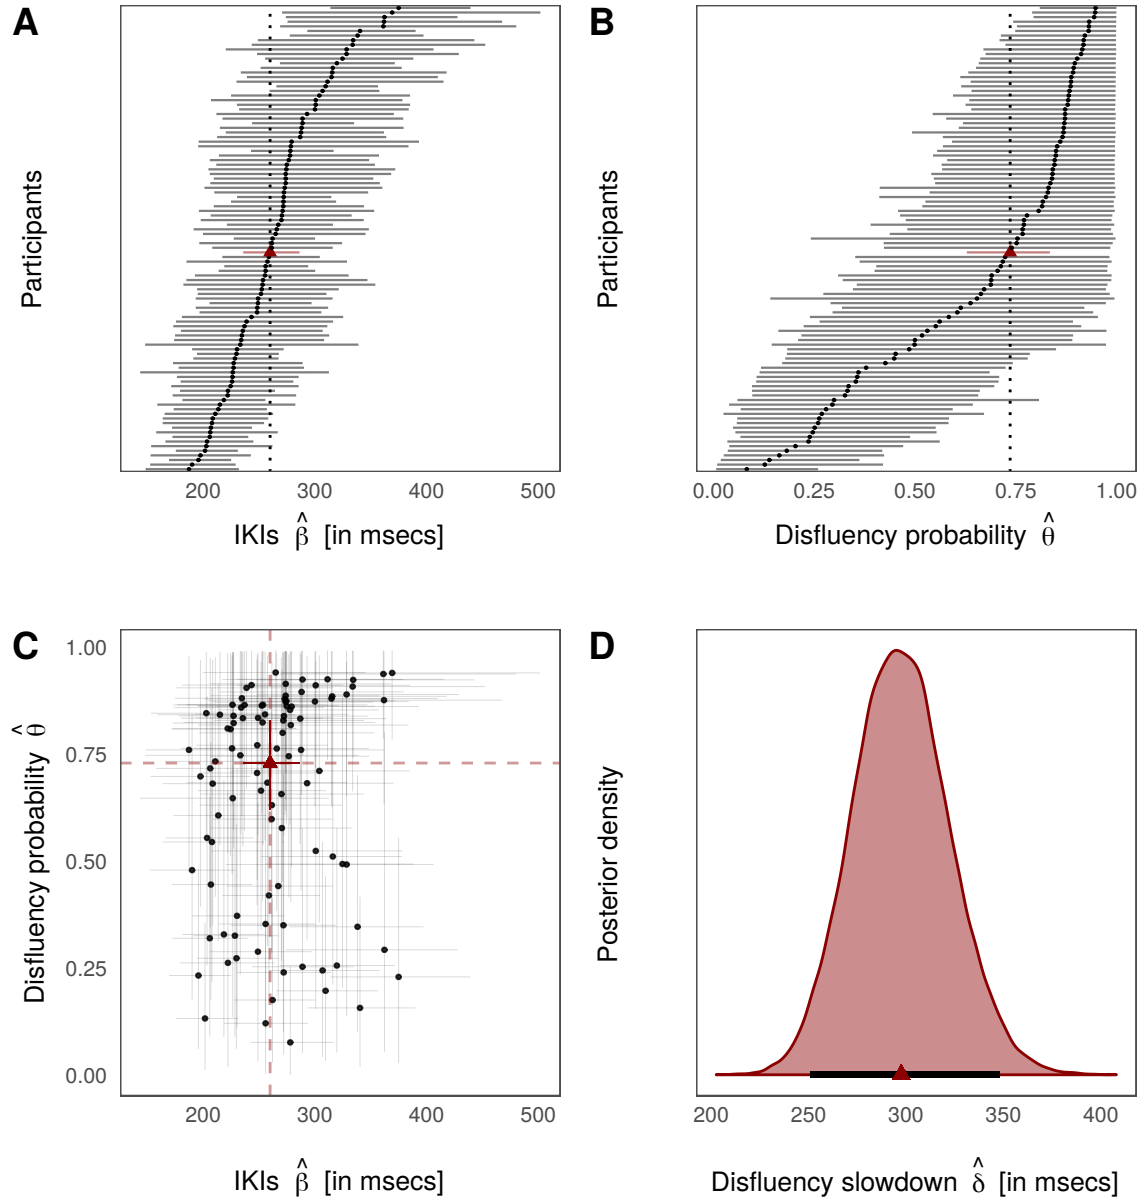 A
Participants
200 300 400 500
IKIs β̂ [in msecs]
B
Participants
0.00 0.25 0.50 0.75 1.00
Disfluency probability θ̂
C
Disfluency probability θ̂
1.00
0.75
0.50
0.25
0.00
200 300 400 500
IKIs β̂ [in msecs]
D
Posterior density
200 250 300 350 400
Disfluency slowdown δ̂ [in msecs]